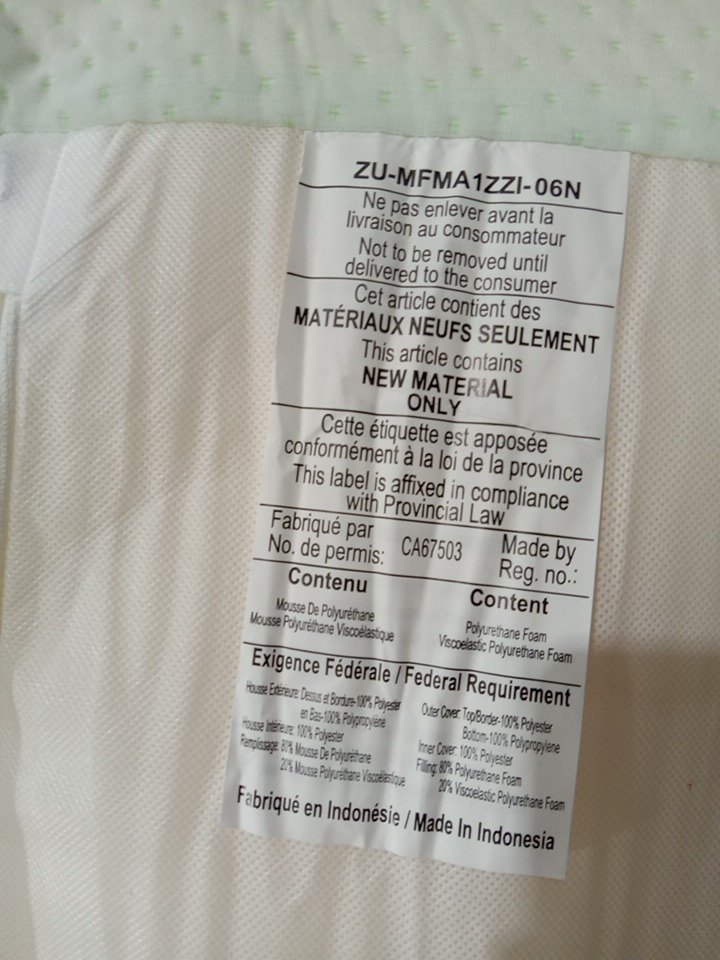 ZU-MFMA1ZZI-06N
Ne pas enlever avant la
livraison au consommateur
Not to be removed until
delivered to the consumer
Cet article contient des
MATÉRIAUX NEUFS SEULEMENT
This article contains
NEW MATERIAL
ONLY
Cette étiquette est apposée
conformément à la loi de la province
This label is affixed in compliance
with Provincial Law
Fabriqué par
No. de permis:
CA67503
Made by
Reg. no.:
Contenu
Mousse De Polyuréthane
Mousse Polyuréthane Viscoélastique
Content
Polyurethane Foam
Viscoelastic Polyurethane Foam
Exigence Fédérale / Federal Requirement
Housse Extérieure: Dessus et Bordure-100% Polyester
en Bas-100% Polypropylène
Housse Intérieure: 100% Polyester
Remplissage: 80% Mousse De Polyuréthane
20% Mousse Polyuréthane Viscoélastique
Outer Cover: Top/Border-100% Polyester
Bottom-100% Polypropylene
Inner Cover: 100% Polyester
Filling: 80% Polyurethane Foam
20% Viscoelastic Polyurethane Foam
Fabriqué en Indonésie / Made In Indonesia